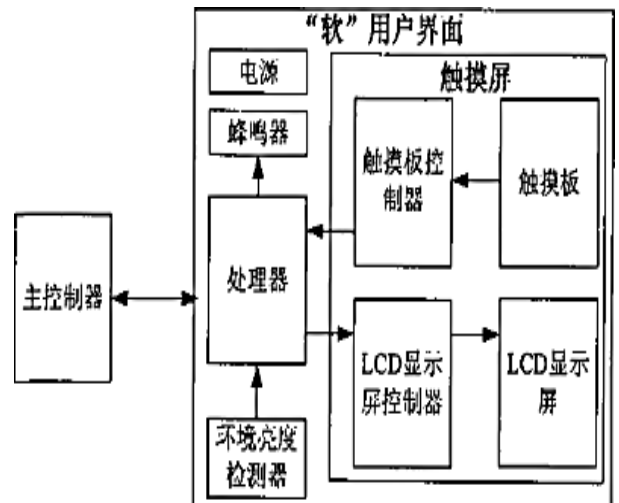 “软”用户界面
电源
触摸屏
蜂鸣器
触摸板控
制器
触摸板
主控制器
处理器
LCD显示
屏控制器
LCD显示
屏
环境亮度
检测器